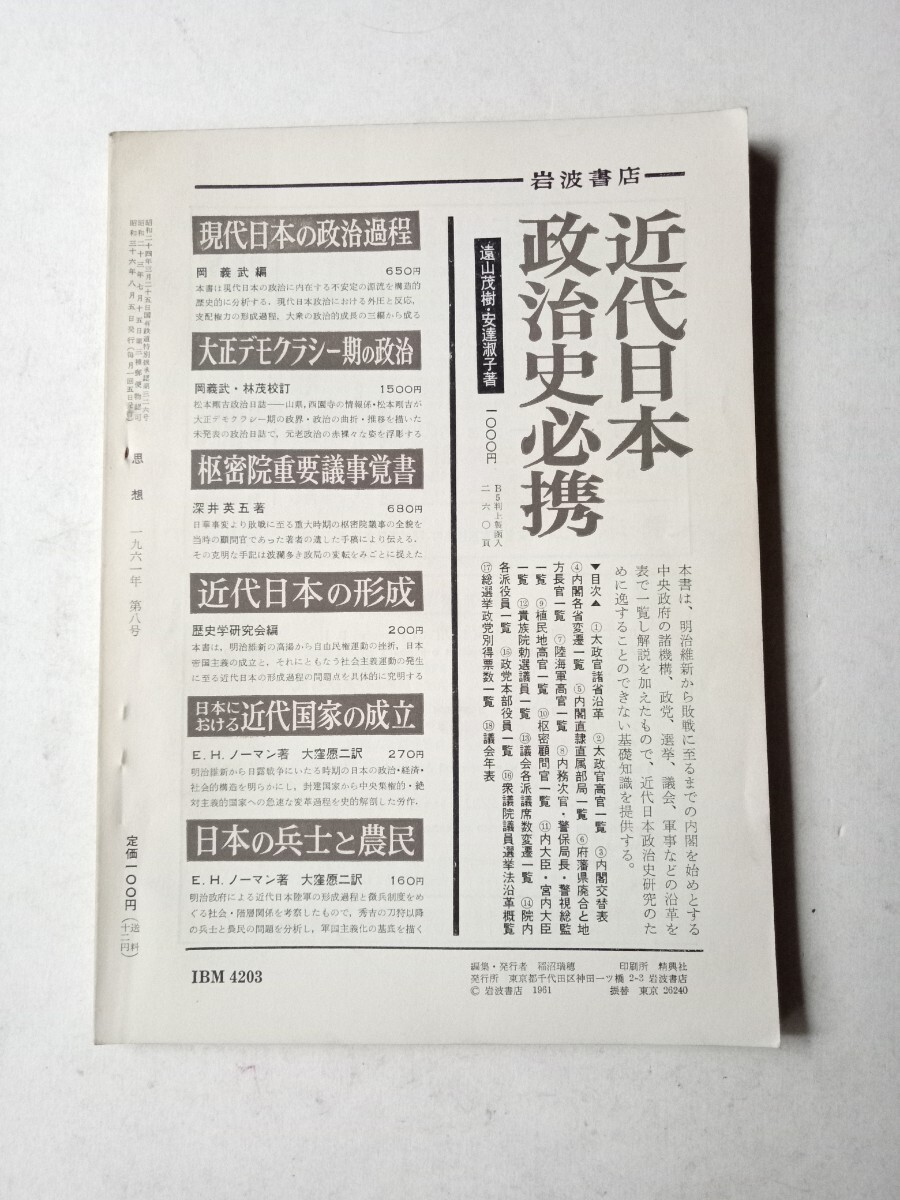 岩波書店
近代日本
政治史必携
遠山茂樹・安達淑子著
一〇〇〇円
B5判上製函入
二六〇頁
本書は、明治維新から敗戦に至るまでの内閣を始めとする
中央政府の諸機構、政党、選挙、議会、軍事などの沿革を
表で一覧し解説を加えたもので、近代日本政治史研究のた
めに逸することのできない基礎知識を提供する。
▼目次▲ ①太政官諸省沿革 ②太政官高官一覧 ③内閣交替表
④内閣各省変遷一覧 ⑤内閣直隷直属部局一覧 ⑥府藩県廃合と地
方長官一覧 ⑦陸海軍高官一覧 ⑧内務次官・警保局長・警視総監
一覧 ⑨植民地高官一覧 ⑩枢密顧問官一覧 ⑪内大臣・宮内大臣
一覧 ⑫貴族院勅選議員一覧 ⑬議会各派議席数変遷一覧 ⑭院内
各派役員一覧 ⑮政党本部役員一覧 ⑯衆議院議員選挙法沿革概覧
⑰総選挙政党別得票数一覧 ⑱議会年表
現代日本の政治過程
岡義武編 650円
本書は現代日本の政治に内在する不安定の源流を構造的
歴史的に分析する。現代日本政治における外圧と反応、
支配権力の形成過程、大衆の政治的成長の三編から成る
大正デモクラシー期の政治
岡義武・林茂校訂 1500円
松本剛吉政治日誌——山県,西園寺の情報係・松本剛吉が
大正デモクラシー期の政界・政治の曲折・推移を描いた
未発表の政治日誌で、元老政治の赤裸々な姿を浮彫する
枢密院重要議事覚書
深井英五著 680円
日華事変より敗戦に至る重大時期の枢密院議事の全貌を
当時の顧問官であった著者の遺した手稿により伝える。
その克明な手記は波瀾多き政局の変転をみごとに捉えた
近代日本の形成
歴史学研究会編 200円
本書は、明治維新の高揚から自由民権運動の挫折、日本
帝国主義の成立と、それにともなう社会主義運動の発生
に至る近代日本の形成過程の問題点を具体的に究明する
日本に
おける近代国家の成立
E. H. ノーマン著 大窪愿二訳 270円
明治維新から日露戦争にいたる時期の日本の政治・経済・
社会的構造を明らかにし、封建国家から中央集権的・絶
対主義的国家への急速な変革過程を史的解剖した労作.
日本の兵士と農民
E. H. ノーマン著 大窪愿二訳 160円
明治政府による近代日本陸軍の形成過程と徴兵制度をめ
ぐる社会・階層関係を考察したもので、秀吉の刀狩以降
の兵士と農民の問題を分析し,軍国主義化の基底を描く
昭和二十三年七月十五日第三種郵便物認可
昭和三十六年八月五日発行(毎月一回五日発行)
思想 一九六一年 第八号
定価一〇〇円(送料十二円)
IBM 4203
編集・発行者 稲沼瑞穂 印刷所 精興社
発行所 東京都千代田区神田一ツ橋 2-3 岩波書店
© 岩波書店 1961 振替 東京 26240